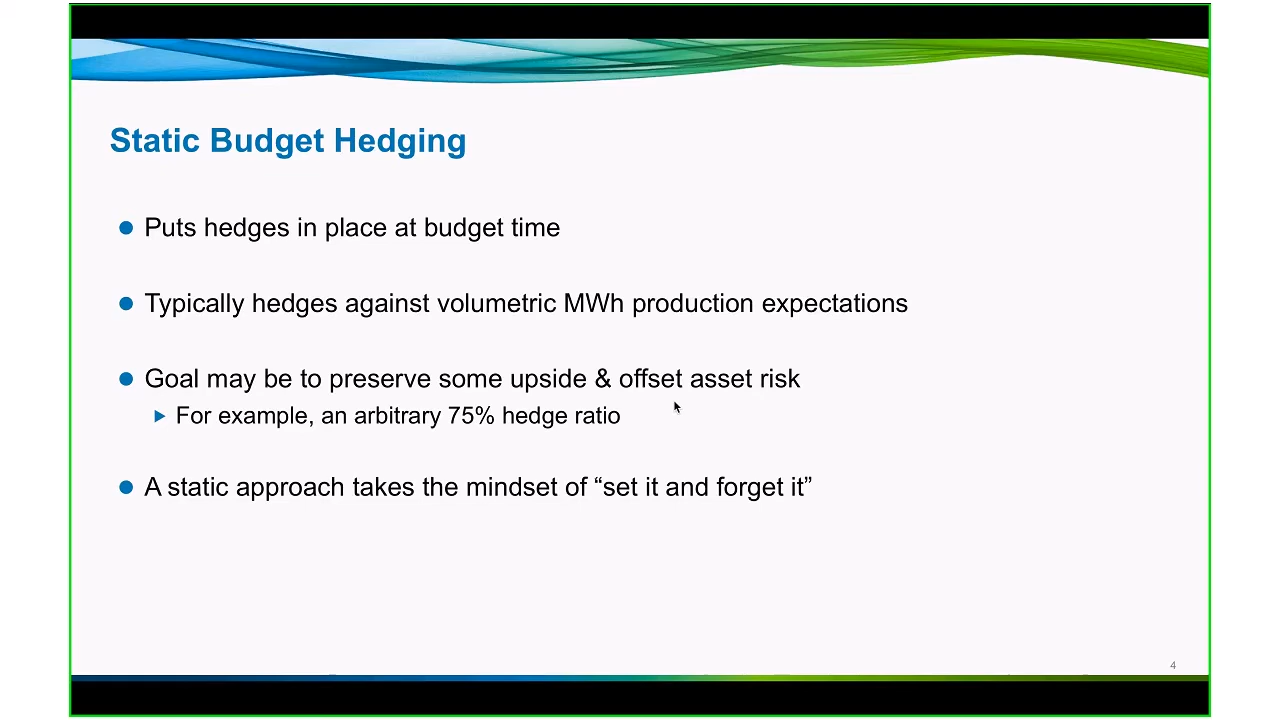 Static Budget Hedging
Puts hedges in place at budget time
Typically hedges against volumetric MWh production expectations
Goal may be to preserve some upside & offset asset risk
For example, an arbitrary 75% hedge ratio
A static approach takes the mindset of “set it and forget it”
4